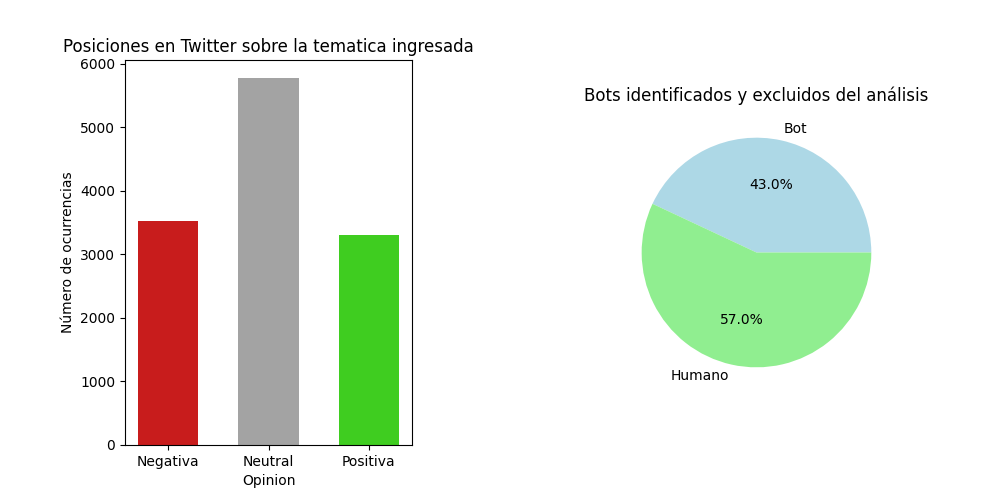 Posiciones en Twitter sobre la tematica ingresada
6000
5000
4000
3000
2000
1000
0
Número de ocurrencias
Negativa
Neutral
Positiva
Opinion
Bots identificados y excluidos del análisis
Bot
43.0%
57.0%
Humano